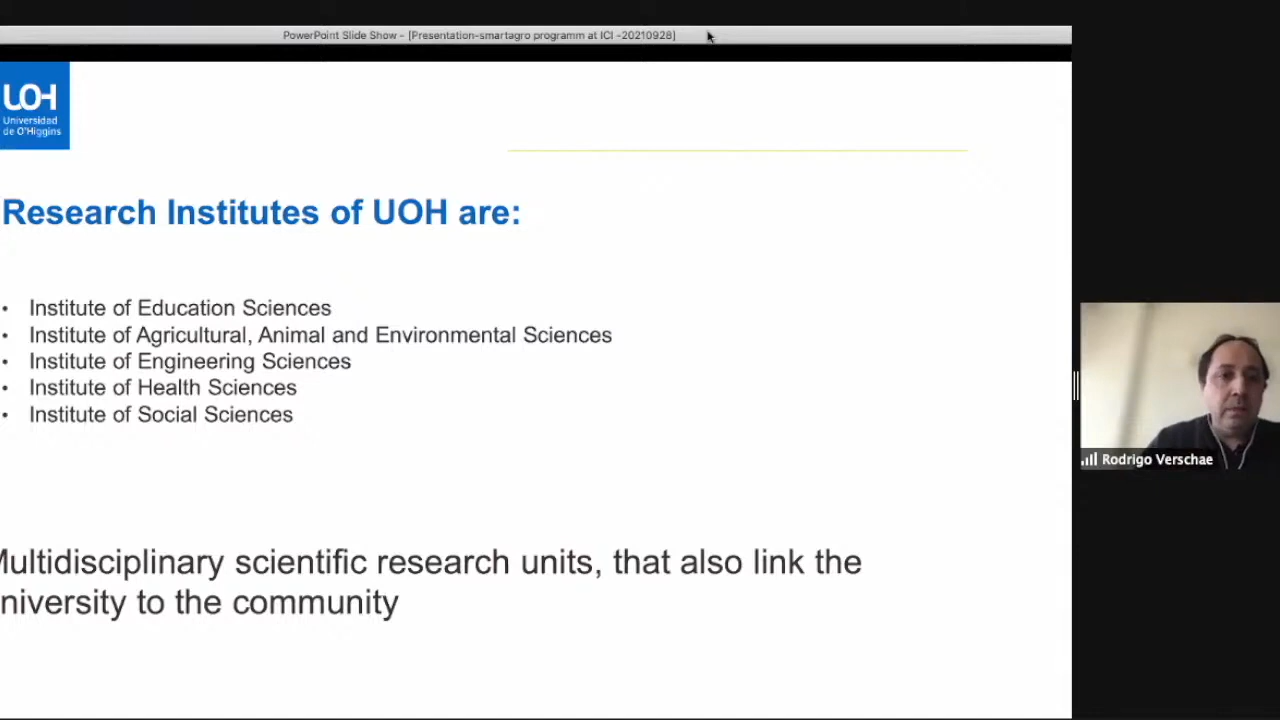 PowerPoint Slide Show - [Presentation-smartagro programm at ICI -20210928]
UOH
Universidad
de O'Higgins
Research Institutes of UOH are:
• Institute of Education Sciences
• Institute of Agricultural, Animal and Environmental Sciences
• Institute of Engineering Sciences
• Institute of Health Sciences
• Institute of Social Sciences
Multidisciplinary scientific research units, that also link the
niversity to the community
Rodrigo Verschae